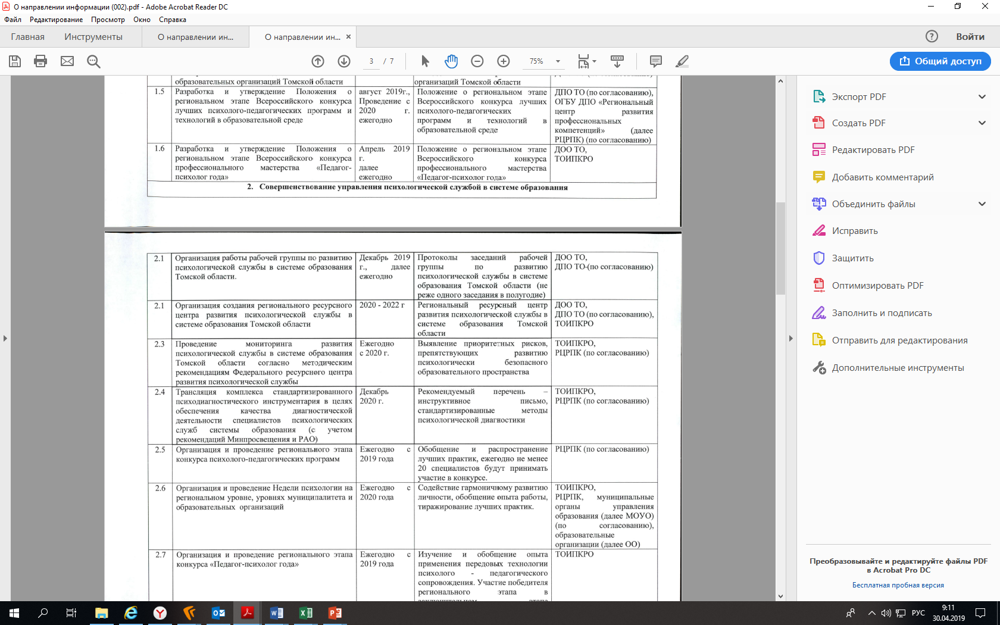 О направлении информации (002).pdf - Adobe Acrobat Reader DC
Файл Редактирование Просмотр Окно Справка
Главная Инструменты О направлении ин... О направлении ин... ×
? Войти
3 / 7 75% Общий доступ
образовательных организаций Томской области
организаций Томской области
1.5
Разработка и утверждение Положения о
региональном этапе Всероссийского конкурса
лучших психолого-педагогических программ и
технологий в образовательной среде
август 2019г.,
Проведение с
2020 г.
ежегодно
Положение о региональном этапе
Всероссийского конкурса лучших
психолого-педагогических
программ и технологий в
образовательной среде
ДПО ТО (по согласованию),
ОГБУ ДПО «Региональный
центр развития
профессиональных
компетенций» (далее
РЦРПК) (по согласованию)
1.6
Разработка и утверждение Положения о
региональном этапе Всероссийского конкурса
профессионального мастерства «Педагог-
психолог года»
Апрель 2019
г.
далее
ежегодно
Положение о региональном этапе
Всероссийского конкурса
профессионального мастерства
«Педагог-психолог года»
ДОО ТО,
ТОИПКРО
2. Совершенствование управления психологической службой в системе образования
2.1
Организация работы рабочей группы по развитию
психологической службы в системе образования
Томской области.
Декабрь 2019
г., далее
ежегодно
Протоколы заседаний рабочей
группы по развитию
психологической службы в системе
образования Томской области (не
реже одного заседания в полугодие)
ДОО ТО,
ДПО ТО-(по согласованию)
2.1
Организация создания регионального ресурсного
центра развития психологической службы в
системе образования Томской области
2020 - 2022 г
Региональный ресурсный центр
развития психологической службы в
системе образования Томской
области
ДОО ТО,
ДПО ТО (по согласованию),
ТОИПКРО
2.3
Проведение мониторинга развития
психологической службы в системе образования
Томской области согласно методическим
рекомендациям Федерального ресурсного центра
развития психологической службы
Ежегодно
с 2020 г.
Выявление приоритетных рисков,
препятствующих развитию
психологически безопасного
образовательного пространства
ТОИПКРО,
РЦРПК (по согласованию)
2.4
Трансляция комплекса стандартизированного
психодиагностического инструментария в целях
обеспечения качества диагностической
деятельности специалистов психологических
служб системы образования (с учетом
рекомендаций Минпросвещения и РАО)
Декабрь
2020 г.
Рекомендуемый перечень –
инструктивное письмо,
стандартизированные методы
психологической диагностики
ТОИПКРО,
РЦРПК (по согласованию)
2.5
Организация и проведение регионального этапа
конкурса психолого-педагогических программ
Ежегодно с
2019 года
Обобщение и распространение
лучших практик, ежегодно не менее
20 специалистов будут принимать
участие в конкурсе.
РЦРПК (по согласованию)
2.6
Организация и проведение Недели психологии на
региональном уровне, уровнях муниципалитета и
образовательных организаций
Ежегодно с
2020 года
Содействие гармоничному развитию
личности, обобщение опыта работы,
тиражирование лучших практик.
ТОИПКРО,
РЦРПК, муниципальные
органы управления
образования (далее МОУО)
(по согласованию),
образовательные
организации (далее ОО)
2.7
Организация и проведение регионального этапа
конкурса «Педагог-психолог года»
Ежегодно с
2019 года
Изучение и обобщение опыта
применения передовых технологии
психолого - педагогического
сопровождения. Участие победителя
регионального этапа в
заключительном этапе
ТОИПКРО
Экспорт PDF
Создать PDF
Редактировать PDF
Добавить комментарий
Объединить файлы
Исправить
Защитить
Оптимизировать PDF
Заполнить и подписать
Отправить для редактирования
Дополнительные инструменты
Преобразовывайте и редактируйте файлы PDF
в Acrobat Pro DC
Бесплатная пробная версия
РУС
9:11
30.04.2019